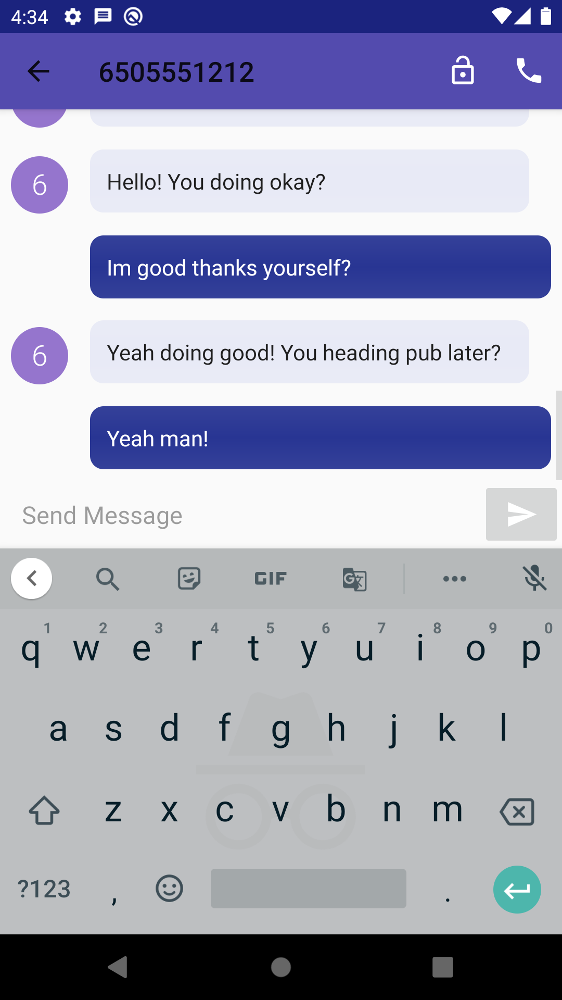 4:34
6505551212
6
Hello! You doing okay?
Im good thanks yourself?
6
Yeah doing good! You heading pub later?
Yeah man!
Send Message
GIF
G
1 2 3 4 5 6 7 8 9 0
q w e r t y u i o p
a s d f g h j k l
z x c v b n m
?123 , .